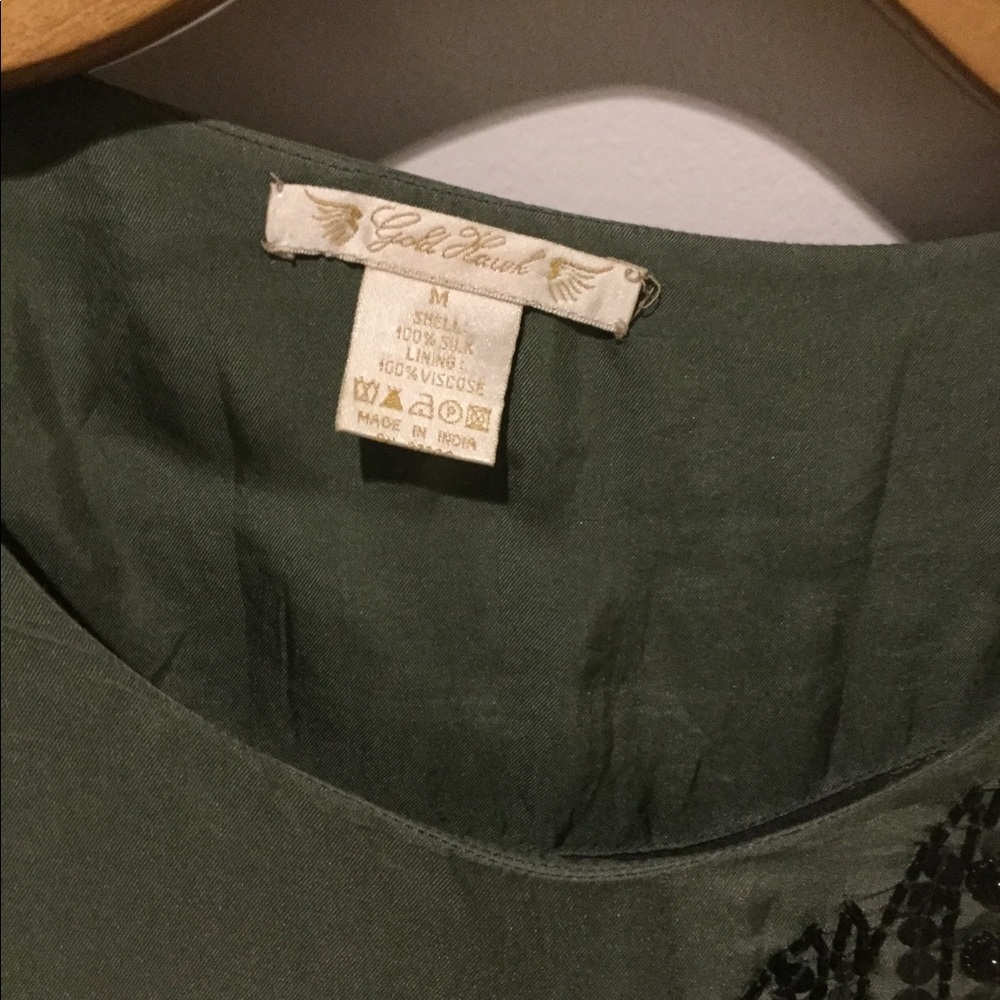 Gold Hawk
M
SHELL:
100% SILK
LINING:
100% VISCOSE
P
MADE IN INDIA